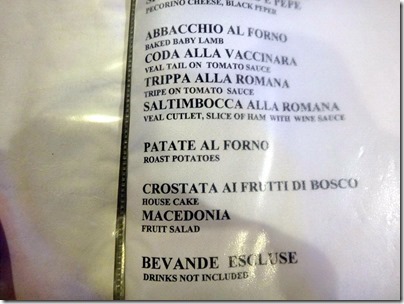 PECORINO CHEESE, BLACK PEPER
ABBACCHIO AL FORNO
BAKED BABY LAMB
CODA ALLA VACCINARA
VEAL TAIL ON TOMATO SAUCE
TRIPPA ALLA ROMANA
TRIPE ON TOMATO SAUCE
SALTIMBOCCA ALLA ROMANA
VEAL CUTLET, SLICE OF HAM WITH WINE SAUCE
PATATE AL FORNO
ROAST POTATOES
CROSTATA AI FRUTTI DI BOSCO
HOUSE CAKE
MACEDONIA
FRUIT SALAD
BEVANDE ESCLUSE
DRINKS NOT INCLUDED